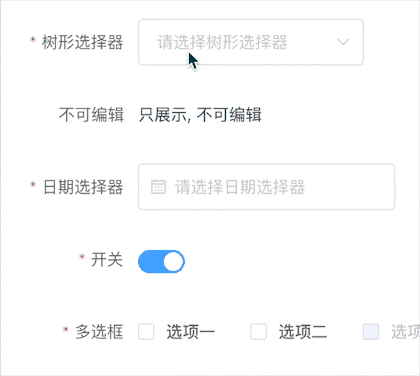 * 树形选择器 请选择树形选择器
不可编辑 只展示, 不可编辑
* 日期选择器 请选择日期选择器
* 开关
* 多选框 选项一 选项二 选项